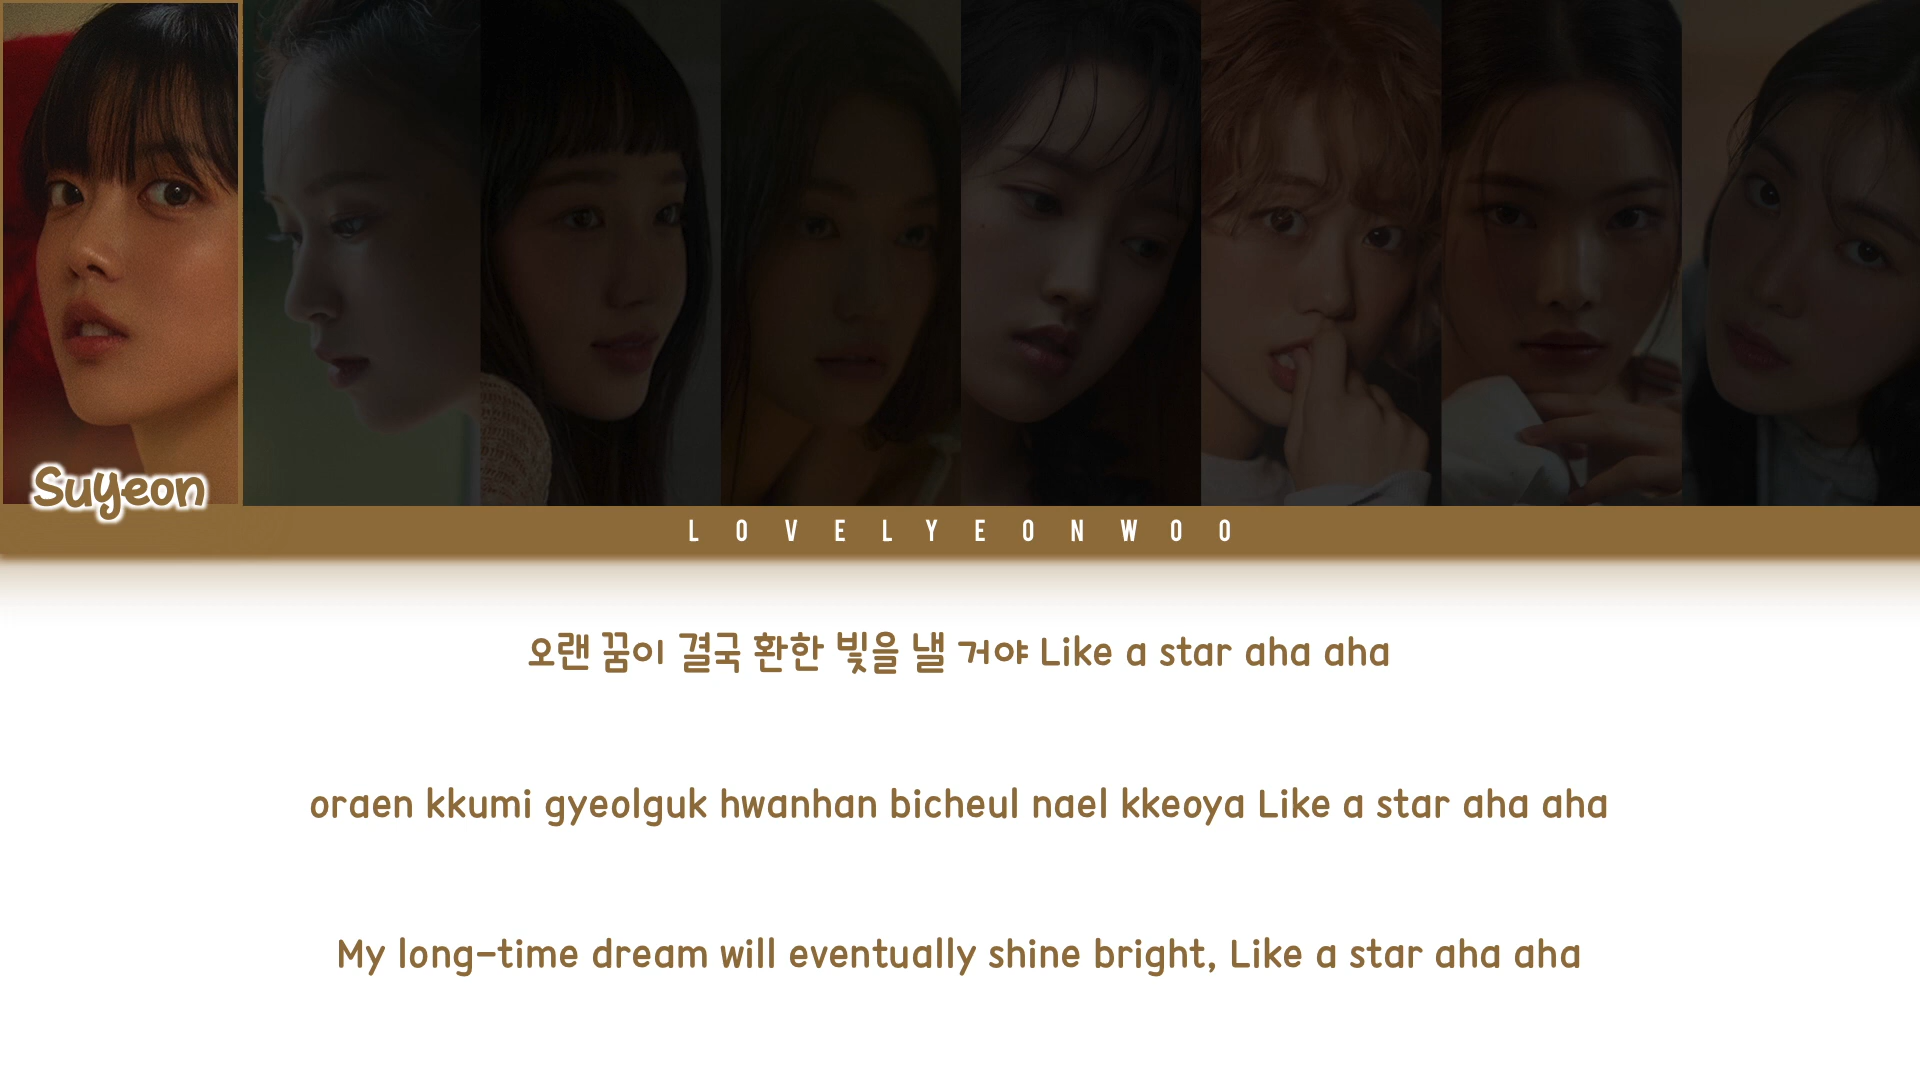 Suyeon
LOVELYEONWOO
오랜 꿈이 결국 환한 빛을 낼 거야 Like a star aha aha
oraen kkumi gyeolguk hwanhan bicheul nael kkeoya Like a star aha aha
My long-time dream will eventually shine bright, Like a star aha aha